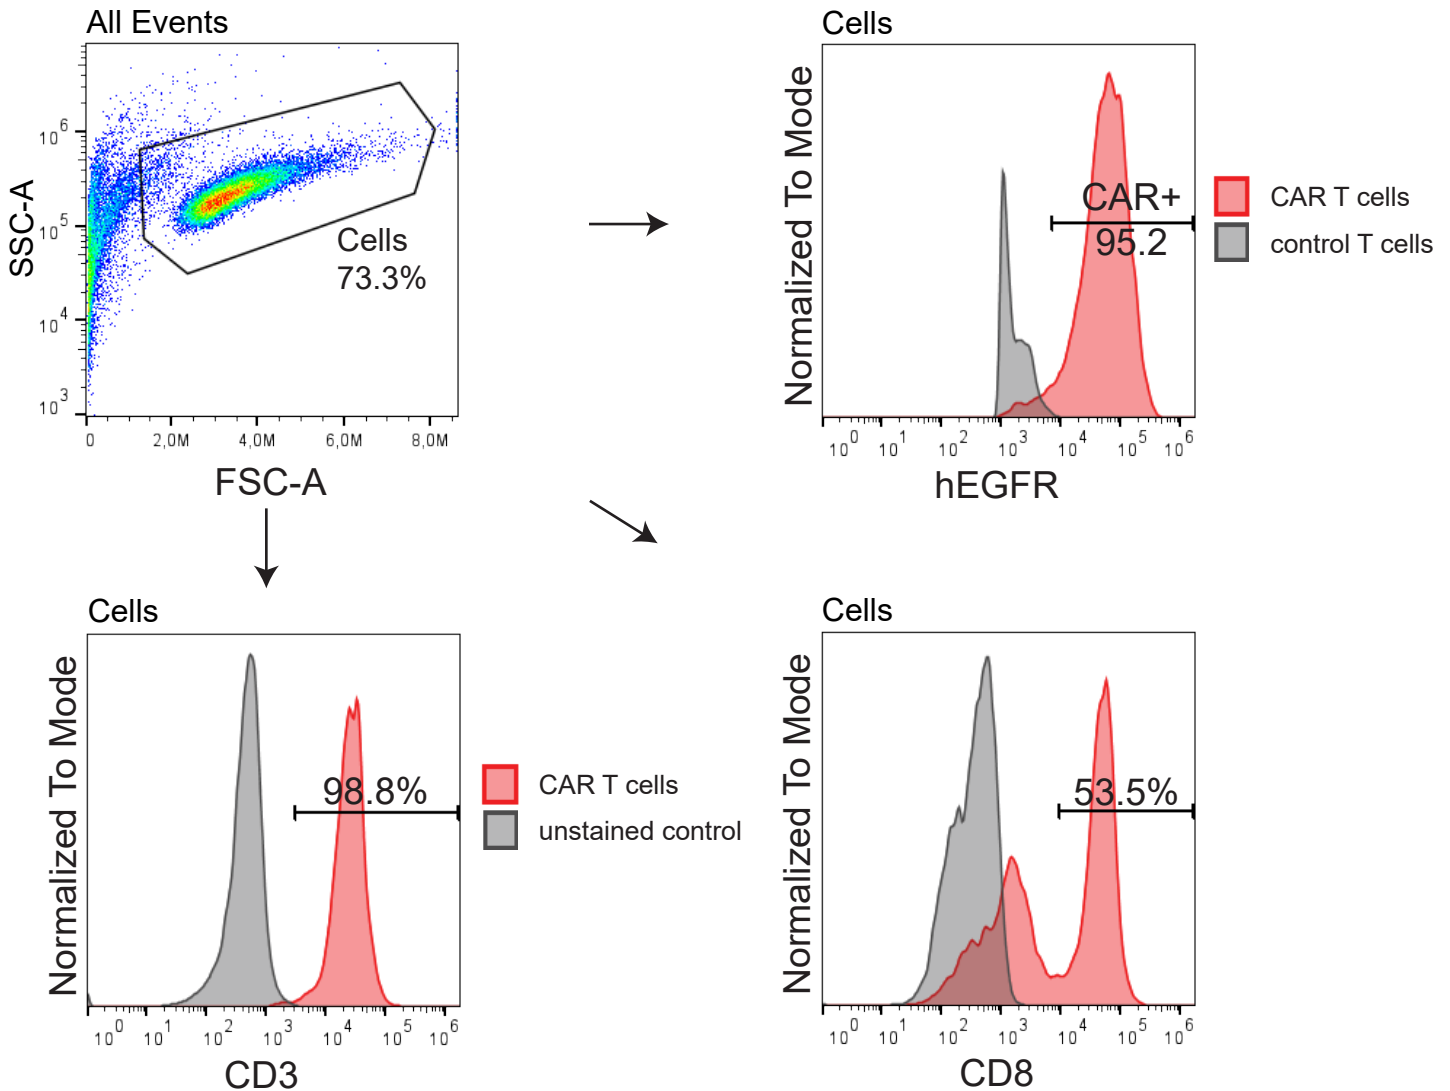 All Events
SSC-A
10^6
10^5
10^4
10^3
Cells
73.3%
0 2,0M 4,0M 6,0M 8,0M
FSC-A
Cells
Normalized To Mode
CAR+
95.2
10^0 10^1 10^2 10^3 10^4 10^5 10^6
hEGFR
CAR T cells
control T cells
Cells
Normalized To Mode
98.8%
10^0 10^1 10^2 10^3 10^4 10^5 10^6
CD3
CAR T cells
unstained control
Cells
Normalized To Mode
53.5%
10^0 10^1 10^2 10^3 10^4 10^5 10^6
CD8